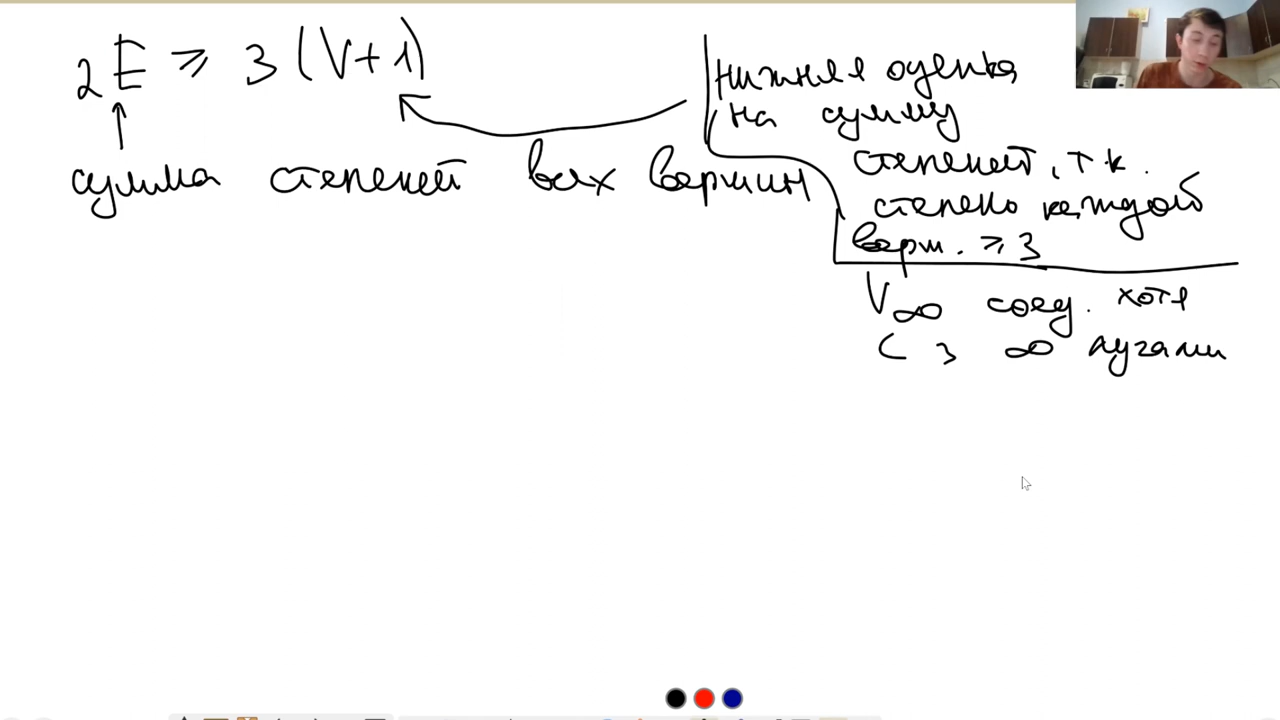 2E ⩾ 3(V+1)
сумма степеней всех вершин
нижняя оценка
на сумму
степеней, т.к.
степень каждой
верш. ⩾ 3
V∞ соед. хотя
с 3 ∞ дугами